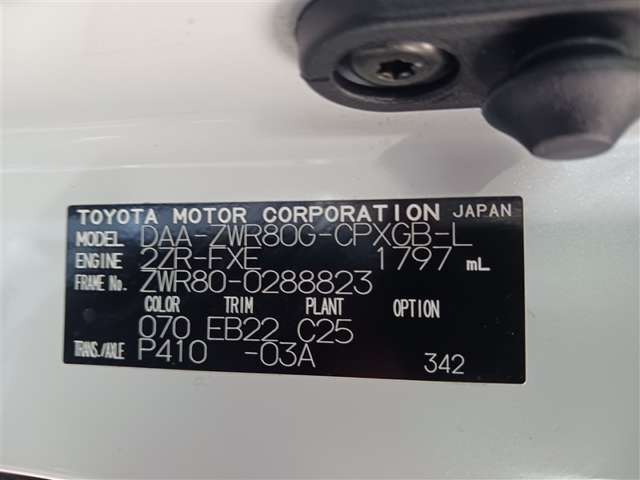 TOYOTA MOTOR CORPORATION JAPAN
MODEL DAA-ZWR80G-CPXGB-L
ENGINE 2ZR-FXE 1797 mL
FRAME No. ZWR80-0288823
COLOR TRIM PLANT OPTION
070 EB22 C25
TRANS./AXLE P410 -03A 342